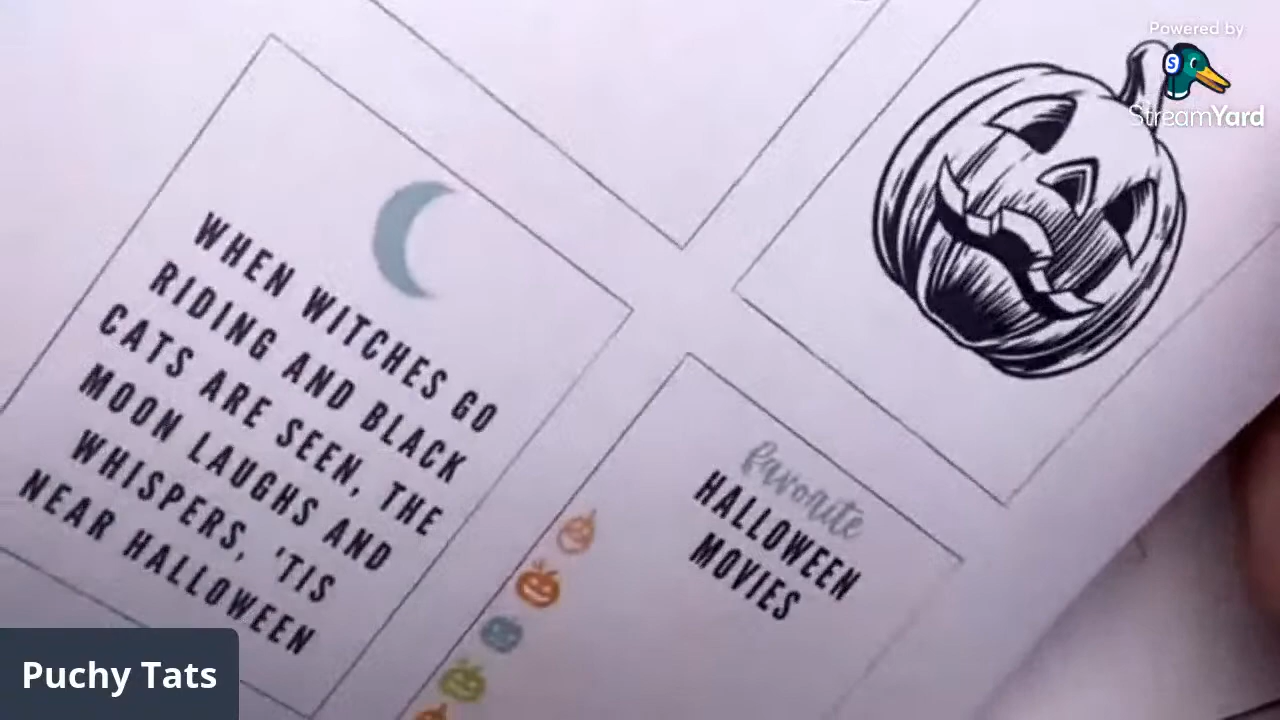 Powered by
StreamYard
WHEN WITCHES GO
RIDING AND BLACK
CATS ARE SEEN, THE
MOON LAUGHS AND
WHISPERS, 'TIS
NEAR HALLOWEEN
favorite
HALLOWEEN
MOVIES
Puchy Tats